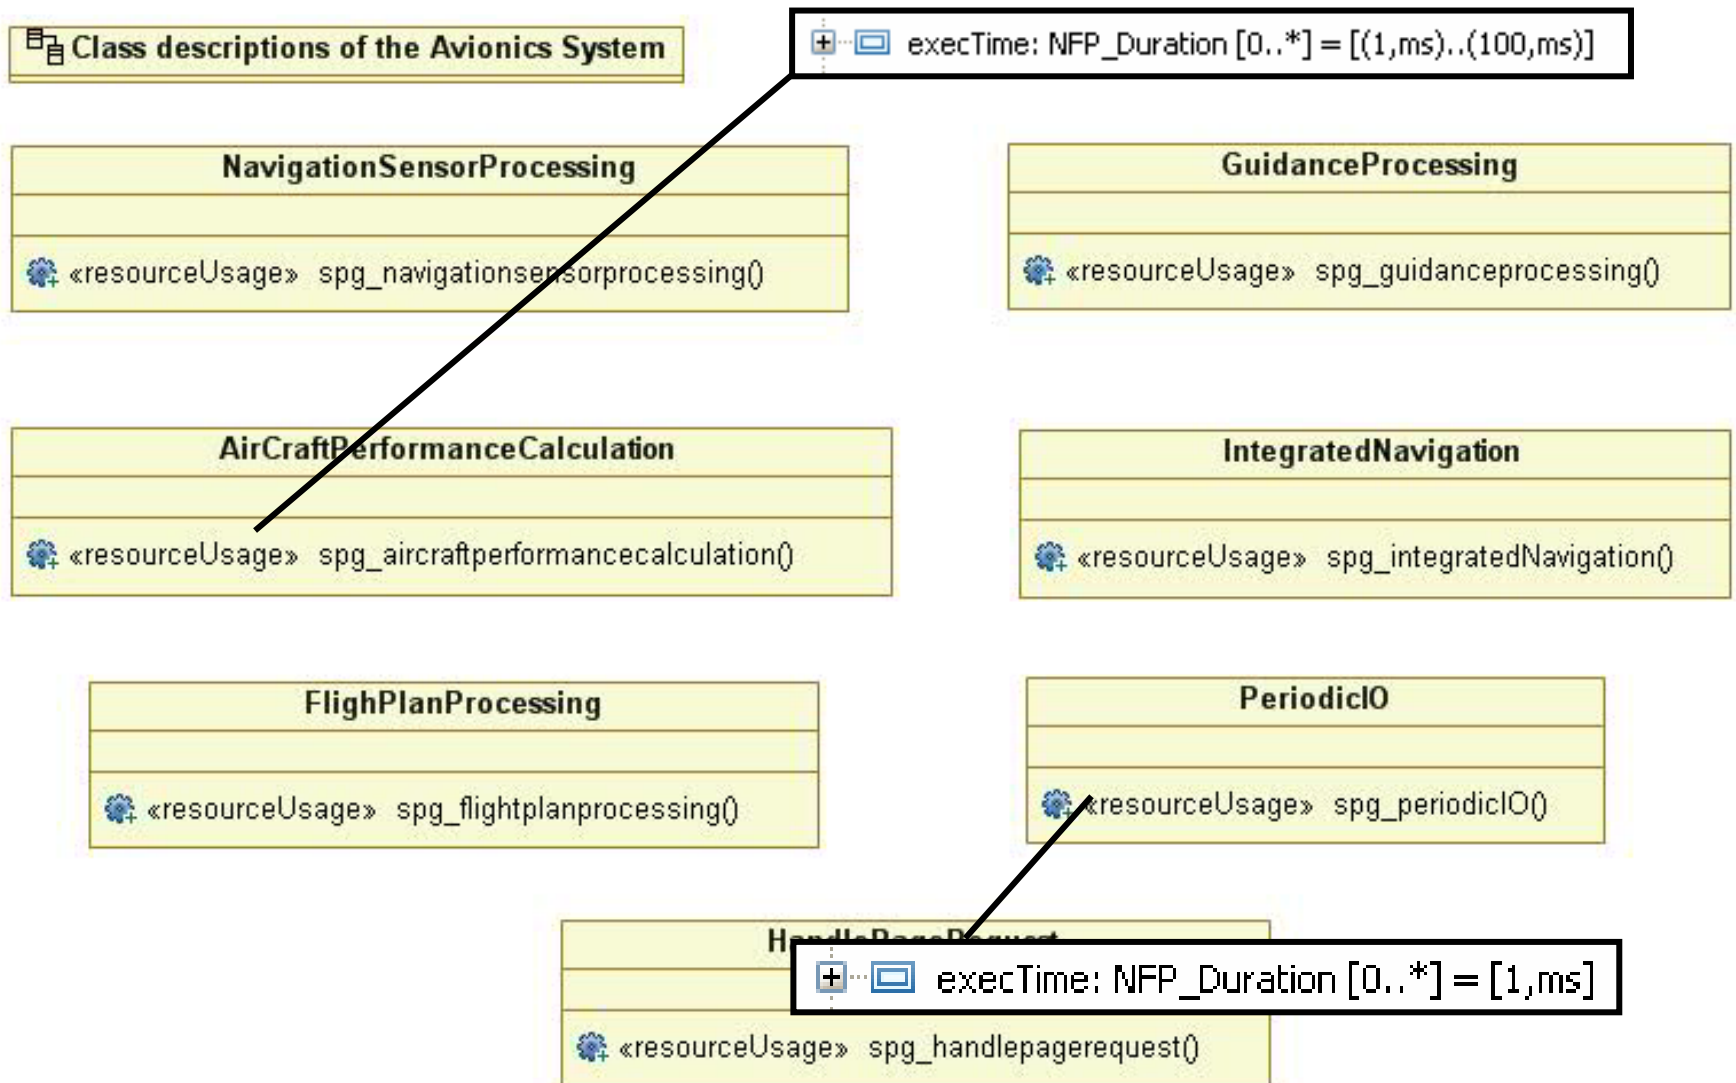 Class descriptions of the Avionics System
execTime: NFP_Duration [0..*] = [(1,ms)..(100,ms)]
NavigationSensorProcessing
«resourceUsage» spg_navigationsensorprocessing()
GuidanceProcessing
«resourceUsage» spg_guidanceprocessing()
AirCraftPerformanceCalculation
«resourceUsage» spg_aircraftperformancecalculation()
IntegratedNavigation
«resourceUsage» spg_integratedNavigation()
FlighPlanProcessing
«resourceUsage» spg_flightplanprocessing()
PeriodicIO
«resourceUsage» spg_periodicIO()
HandlePageRequest
execTime: NFP_Duration [0..*] = [1,ms]
«resourceUsage» spg_handlepagerequest()